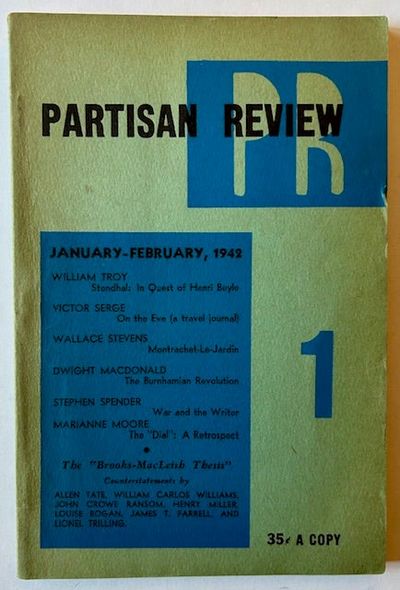 PR
PARTISAN REVIEW
JANUARY-FEBRUARY, 1942
WILLIAM TROY
Stendhal: In Quest of Henri Beyle
VICTOR SERGE
On the Eve (a travel journal)
WALLACE STEVENS
Montrachet-Le-Jardin
DWIGHT MACDONALD
The Burnhamian Revolution
STEPHEN SPENDER
War and the Writer
MARIANNE MOORE
The "Dial": A Retrospect
•
The "Brooks-MacLeish Thesis"
Counterstatements by
ALLEN TATE, WILLIAM CARLOS WILLIAMS,
JOHN CROWE RANSOM, HENRY MILLER,
LOUISE BOGAN, JAMES T. FARRELL, AND
LIONEL TRILLING.
1
35¢ A COPY